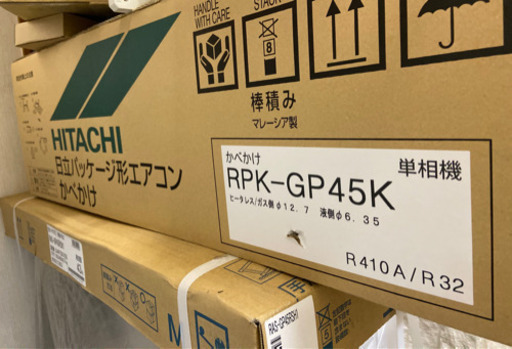 HANDLE
WITH CARE
8
棒積み
マレーシア製
HITACHI
日立パッケージ形エアコン
かべかけ
かべかけ
単相機
RPK-GP45K
ヒータレス/ガス側φ12.7 液側φ6.35
R410A/R32
RAS-GP45RSH1